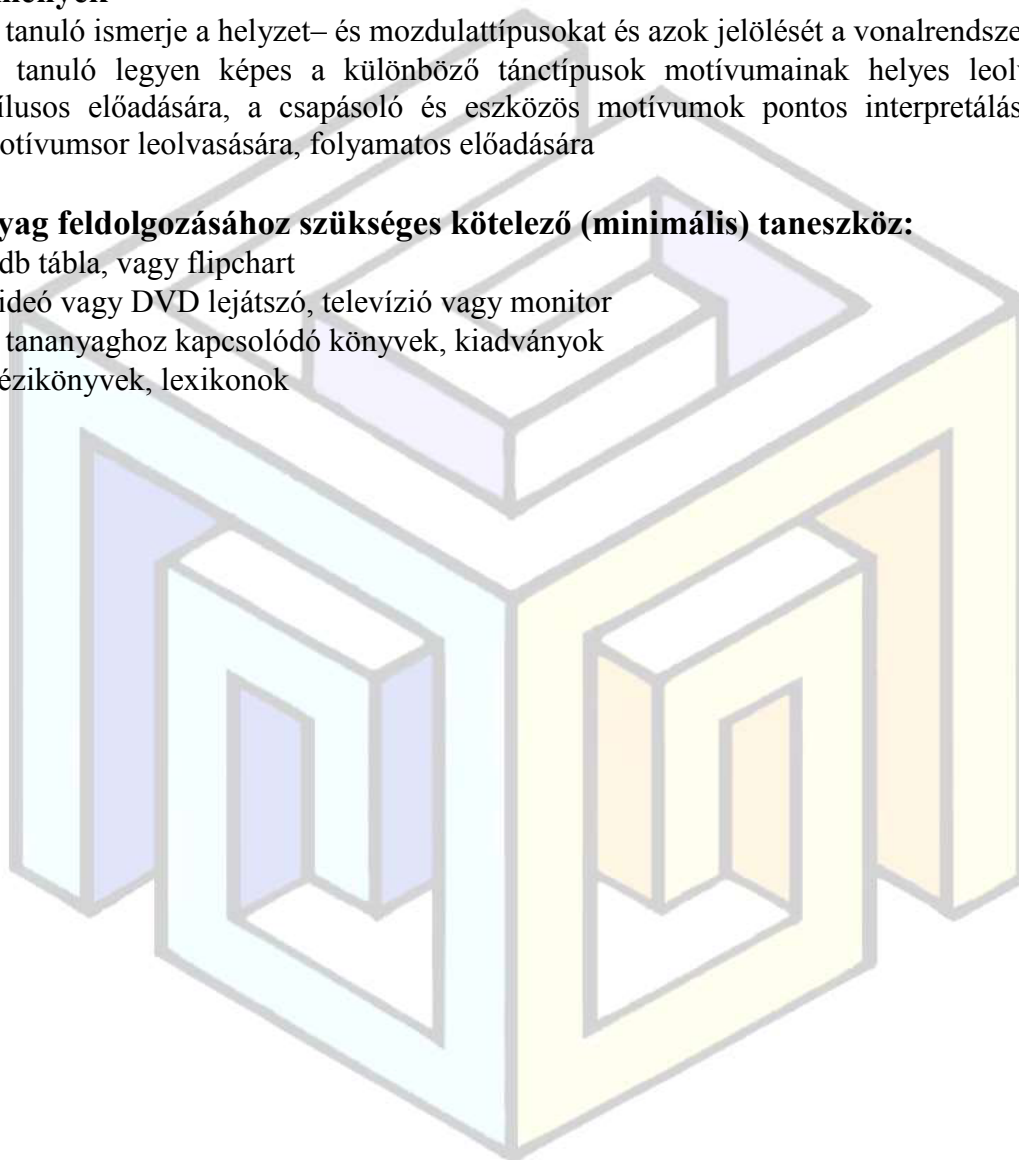 mények
tanuló ismerje a helyzet– és mozdulattípusokat és azok jelölését a vonalrendsze
tanuló legyen képes a különböző tánctípusok motívumainak helyes leol
ílusos előadására, a csapásoló és eszközös motívumok pontos interpretálás
otívumsor leolvasására, folyamatos előadására
yag feldolgozásához szükséges kötelező (minimális) taneszköz:
db tábla, vagy flipchart
ideó vagy DVD lejátszó, televízió vagy monitor
tananyaghoz kapcsolódó könyvek, kiadványok
ézikönyvek, lexikonok